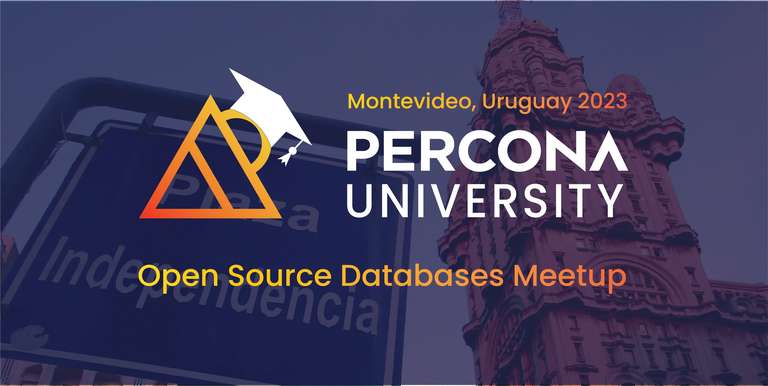 Montevideo, Uruguay 2023
PERCONA
UNIVERSITY
Plaza
Independencia
Open Source Databases Meetup